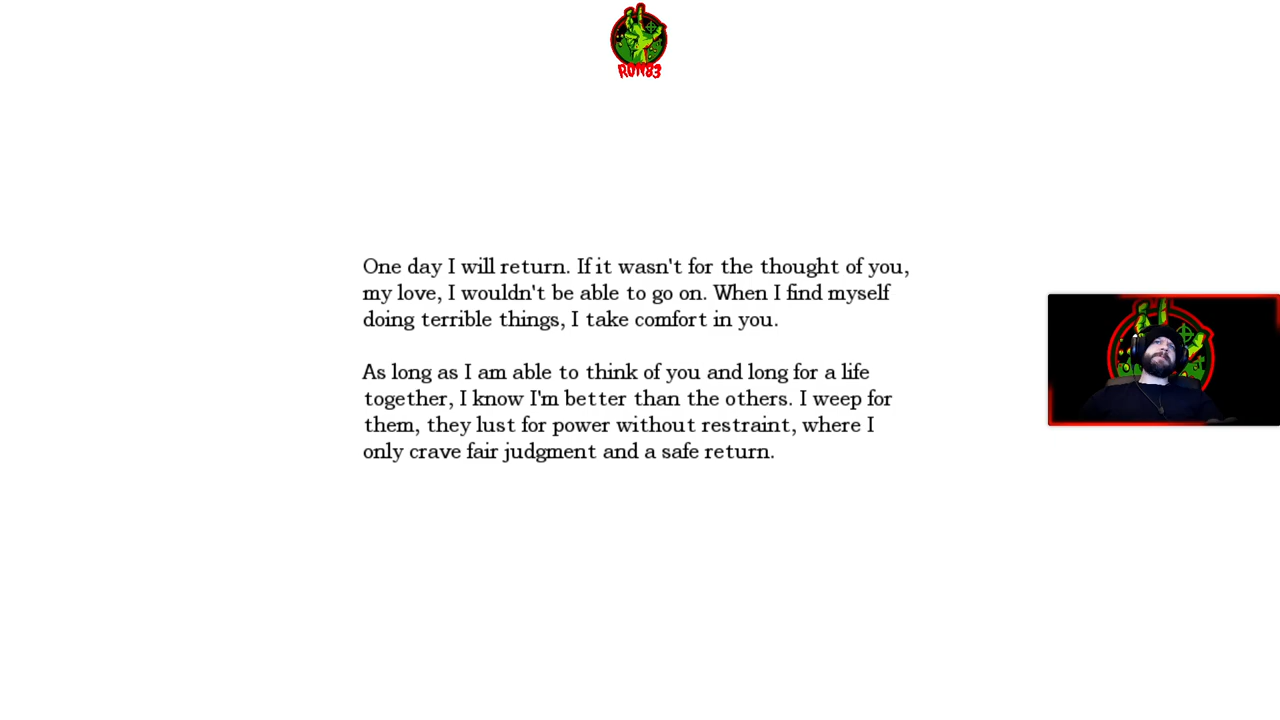 RON83
One day I will return. If it wasn't for the thought of you,
my love, I wouldn't be able to go on. When I find myself
doing terrible things, I take comfort in you.
As long as I am able to think of you and long for a life
together, I know I'm better than the others. I weep for
them, they lust for power without restraint, where I
only crave fair judgment and a safe return.